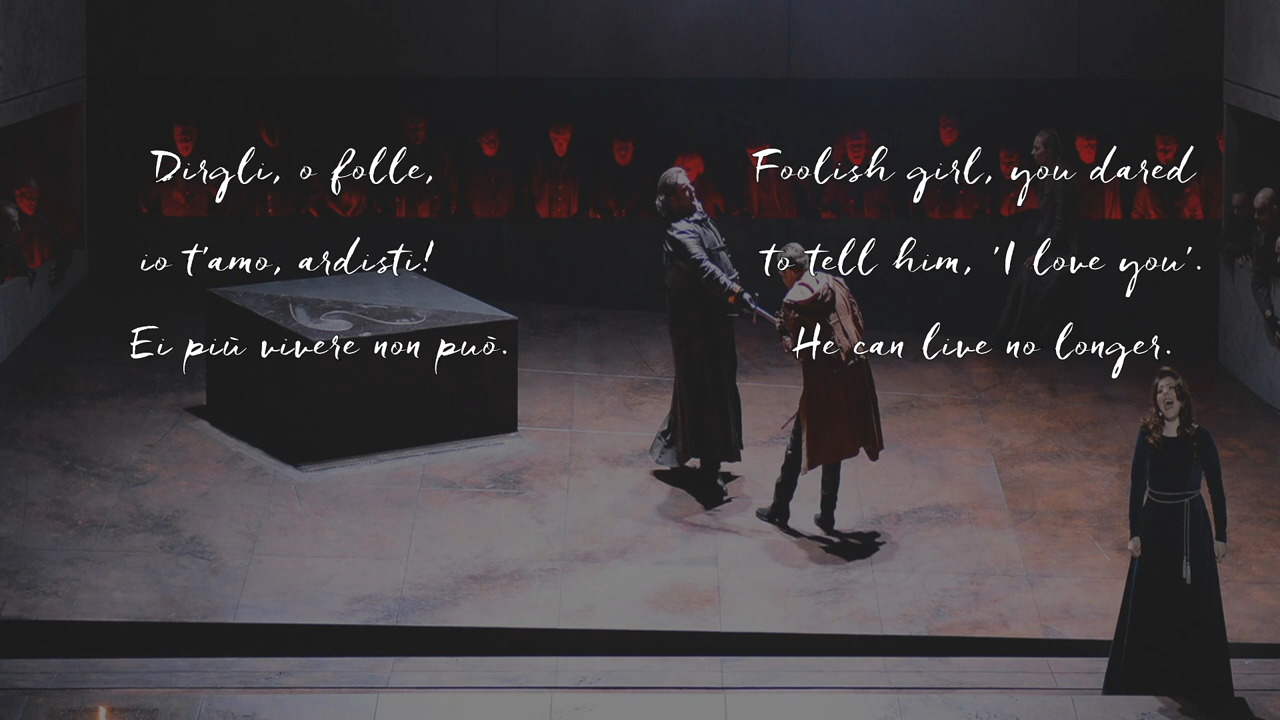 Dirgli, o folle,
io t'amo, ardisti!
Ei più vivere non può.
Foolish girl, you dared
to tell him, 'I love you'.
He can live no longer.